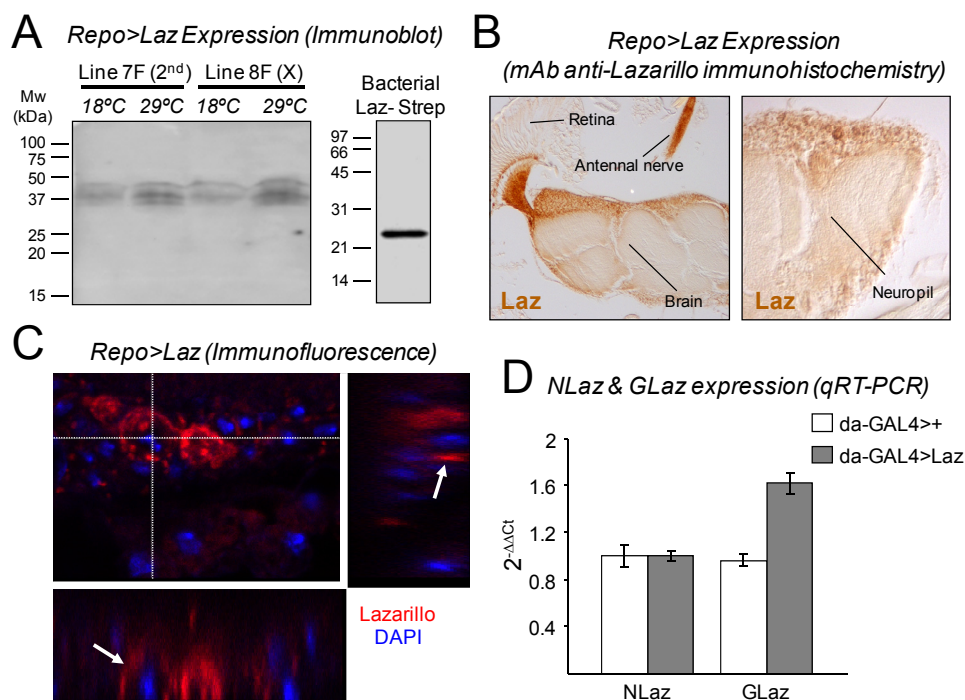 A
Repo>Laz Expression (Immunoblot)
Line 7F (2nd) Line 8F (X)
18ºC 29ºC 18ºC 29ºC
Mw
(kDa)
100
75
50
37
25
20
15
Bacterial
Laz- Strep
97
66
45
31
21
14
B
Repo>Laz Expression
(mAb anti-Lazarillo immunohistochemistry)
Retina
Antennal nerve
Brain
Laz
Neuropil
Laz
C
Repo>Laz (Immunofluorescence)
Lazarillo
DAPI
D
NLaz & GLaz expression (qRT-PCR)
da-GAL4>+
da-GAL4>Laz
2-ΔΔCt
2
1.6
1.2
0.8
0.4
NLaz GLaz